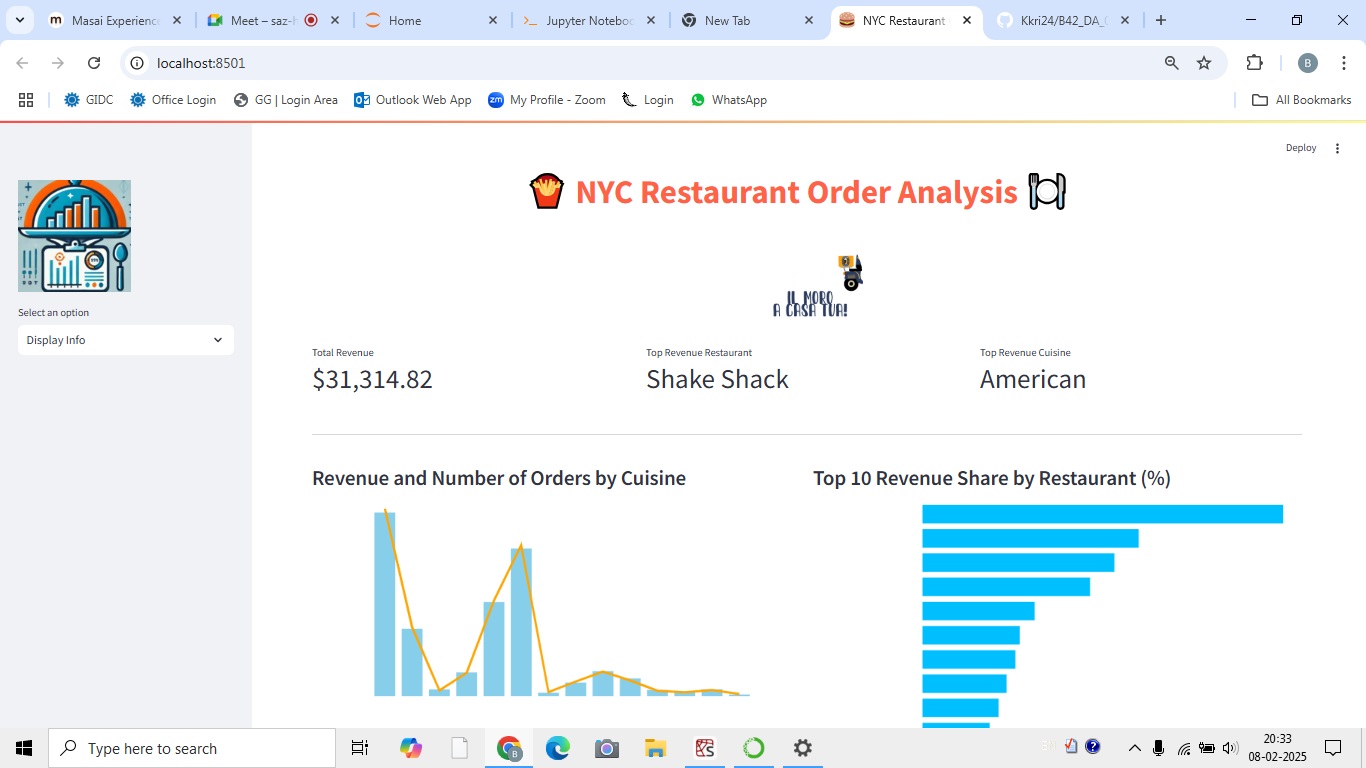 Masai Experienc
Meet – saz-
Home
Jupyter Noteboo
New Tab
NYC Restaurant
Kkri24/B42_DA_
localhost:8501
B
GIDC
Office Login
GG | Login Area
Outlook Web App
zm
My Profile - Zoom
Login
WhatsApp
All Bookmarks
Deploy
NYC Restaurant Order Analysis
IL MORO
A CASA TUA!
Select an option
Display Info
Total Revenue
$31,314.82
Top Revenue Restaurant
Shake Shack
Top Revenue Cuisine
American
Revenue and Number of Orders by Cuisine
Top 10 Revenue Share by Restaurant (%)
Type here to search
20:33
08-02-2025